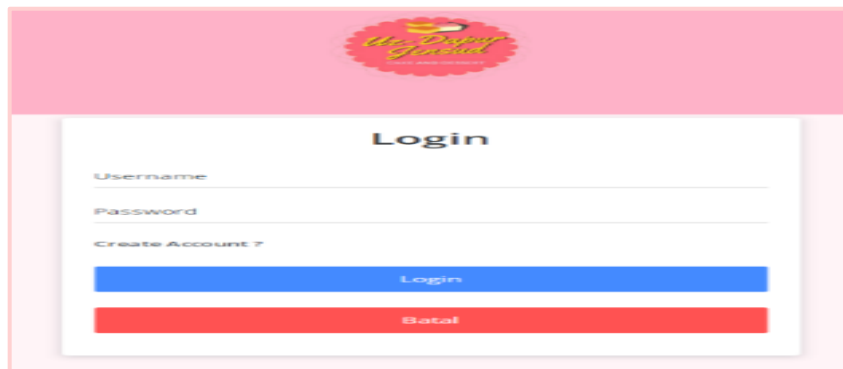 Login
Username
Password
Create Account ?
Login
Batal